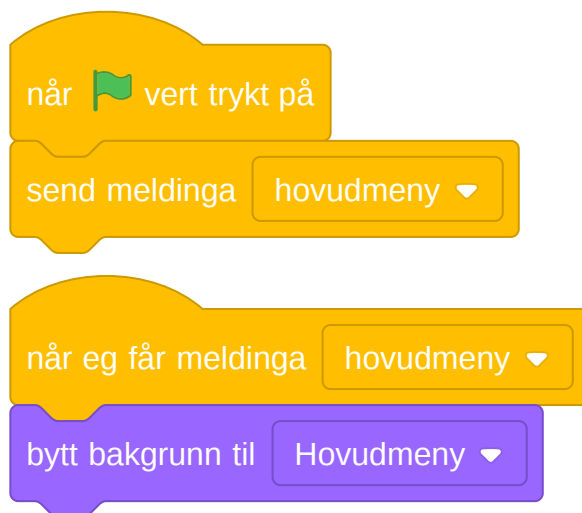 når vert trykt på
send meldinga hovudmeny
når eg får meldinga hovudmeny
bytt bakgrunn til Hovudmeny